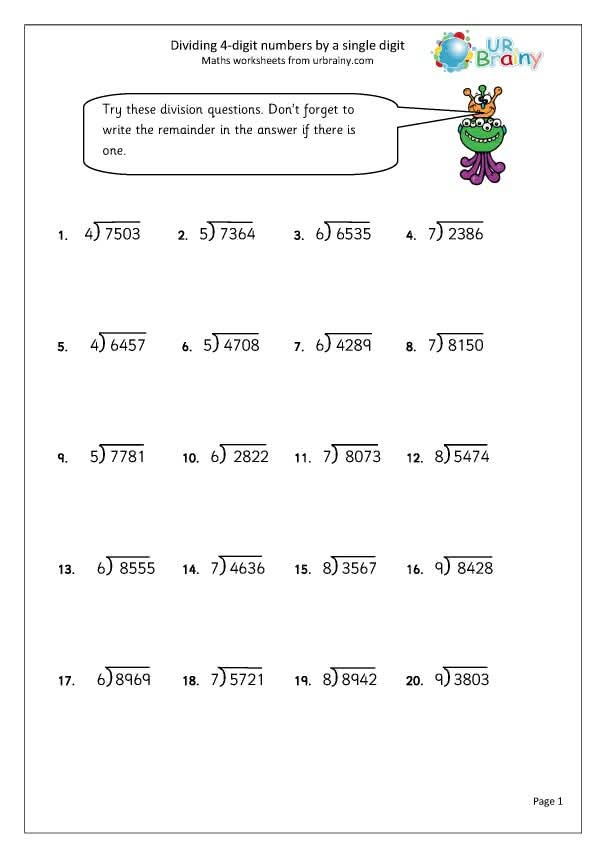 Dividing 4-digit numbers by a single digit
Maths worksheets from urbrainy.com
UR
Brainy
Try these division questions. Don't forget to
write the remainder in the answer if there is
one.
1. 4)7503 2. 5)7364 3. 6)6535 4. 7)2386
5. 4)6457 6. 5)4708 7. 6)4289 8. 7)8150
9. 5)7781 10. 6)2822 11. 7)8073 12. 8)5474
13. 6)8555 14. 7)4636 15. 8)3567 16. 9)8428
17. 6)8969 18. 7)5721 19. 8)8942 20. 9)3803
Page 1